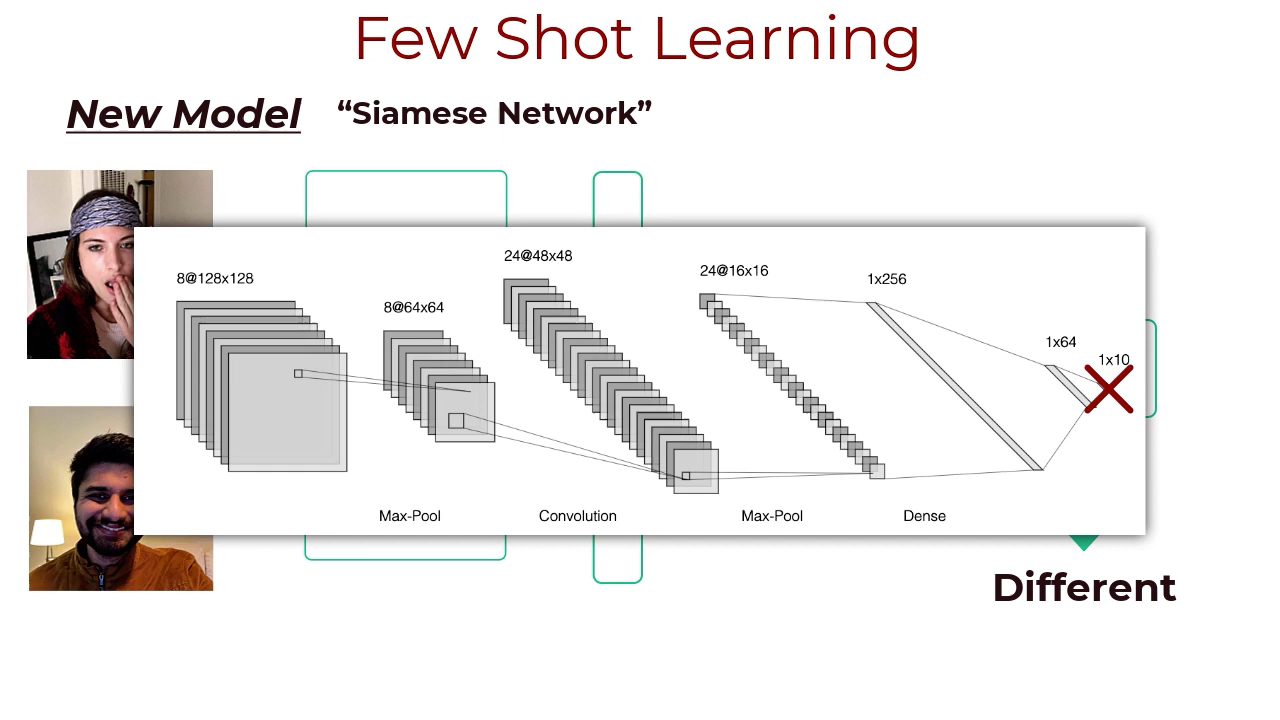 Few Shot Learning
New Model “Siamese Network”
8@128x128
8@64x64
24@48x48
24@16x16
1x256
1x64
1x10
Max-Pool Convolution Max-Pool Dense
Different